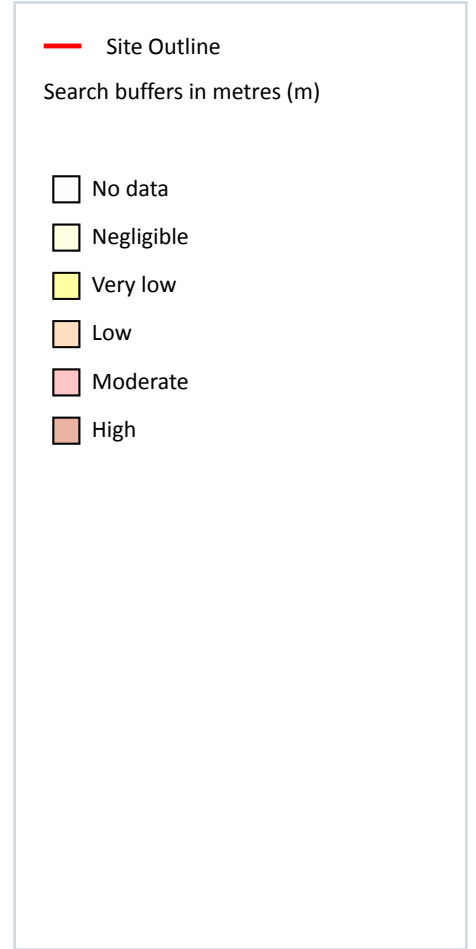 Site Outline
Search buffers in metres (m)
No data
Negligible
Very low
Low
Moderate
High